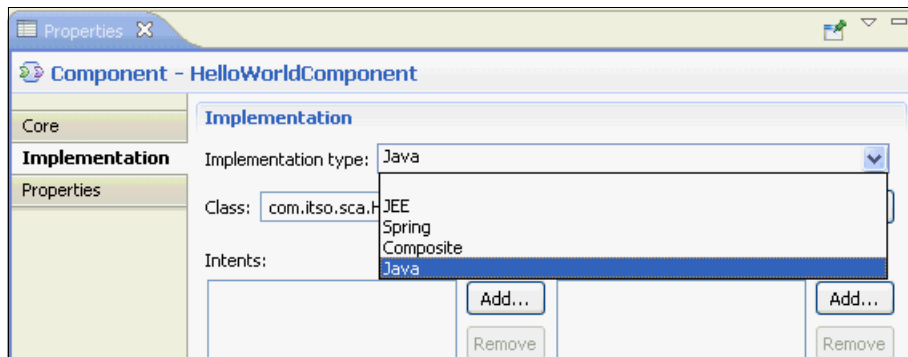 Properties
Component - HelloWorldComponent
Core
Implementation
Properties
Implementation
Implementation type: Java
JEE
Spring
Composite
Java
Class: com.itso.sca.
Intents:
Add... Add...
Remove Remove